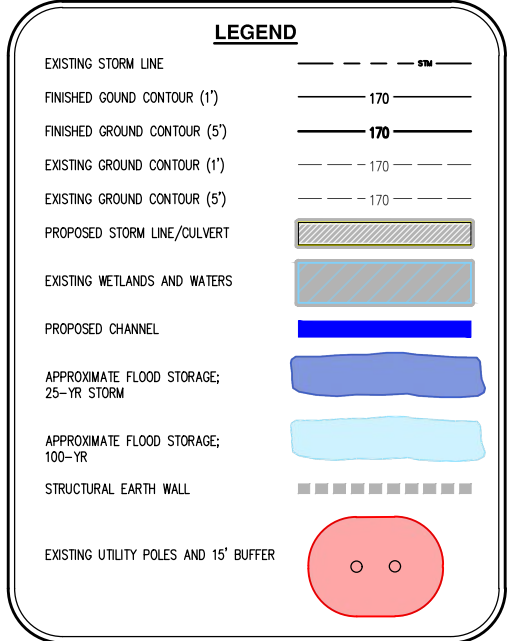 LEGEND
EXISTING STORM LINE STM
FINISHED GOUND CONTOUR (1') 170
FINISHED GROUND CONTOUR (5') 170
EXISTING GROUND CONTOUR (1') 170
EXISTING GROUND CONTOUR (5') 170
PROPOSED STORM LINE/CULVERT
EXISTING WETLANDS AND WATERS
PROPOSED CHANNEL
APPROXIMATE FLOOD STORAGE;
25-YR STORM
APPROXIMATE FLOOD STORAGE;
100-YR
STRUCTURAL EARTH WALL
EXISTING UTILITY POLES AND 15' BUFFER